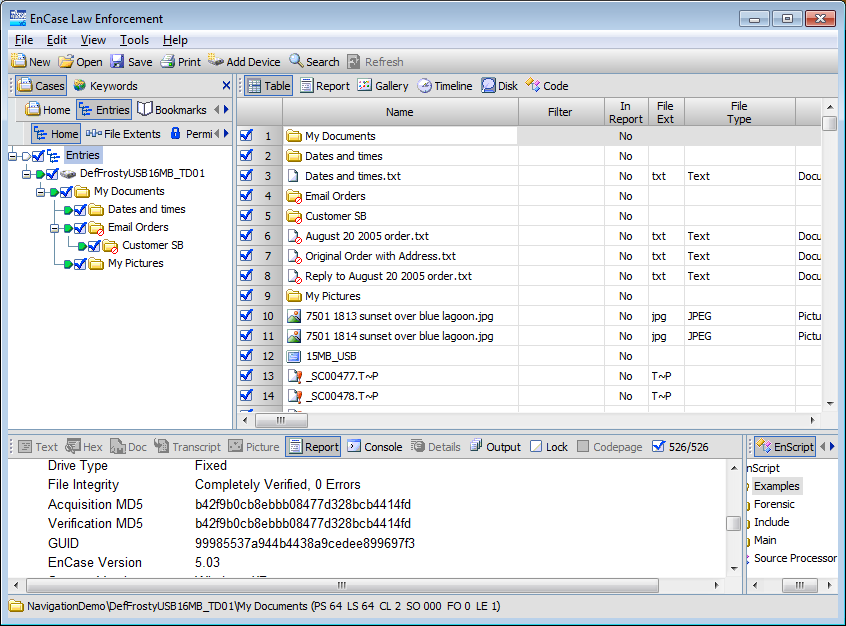 EnCase Law Enforcement
File Edit View Tools Help
New Open Save Print Add Device Search Refresh
Cases Keywords
Home Entries Bookmarks
Home File Extents Permi
Entries
DefFrostyUSB16MB_TD01
My Documents
Dates and times
Email Orders
Customer SB
My Pictures
Table Report Gallery Timeline Disk Code
Name Filter In Report File Ext File Type
1 My Documents No
2 Dates and times No
3 Dates and times.txt No txt Text Docu
4 Email Orders No
5 Customer SB No
6 August 20 2005 order.txt No txt Text Docu
7 Original Order with Address.txt No txt Text Docu
8 Reply to August 20 2005 order.txt No txt Text Docu
9 My Pictures No
10 7501 1813 sunset over blue lagoon.jpg No jpg JPEG Pictu
11 7501 1814 sunset over blue lagoon.jpg No jpg JPEG Pictu
12 15MB_USB No
13 _SC00477.T~P No T~P
14 _SC00478.T~P No T~P
Text Hex Doc Transcript Picture Report Console Details Output Lock Codepage 526/526
Drive Type Fixed
File Integrity Completely Verified, 0 Errors
Acquisition MD5 b42f9b0cb8ebbb08477d328bcb4414fd
Verification MD5 b42f9b0cb8ebbb08477d328bcb4414fd
GUID 99985537a944b4438a9cedee899697f3
EnCase Version 5.03
EnScript
nScript
Examples
Forensic
Include
Main
Source Processor
NavigationDemo\DefFrostyUSB16MB_TD01\My Documents (PS 64 LS 64 CL 2 SO 000 FO 0 LE 1)